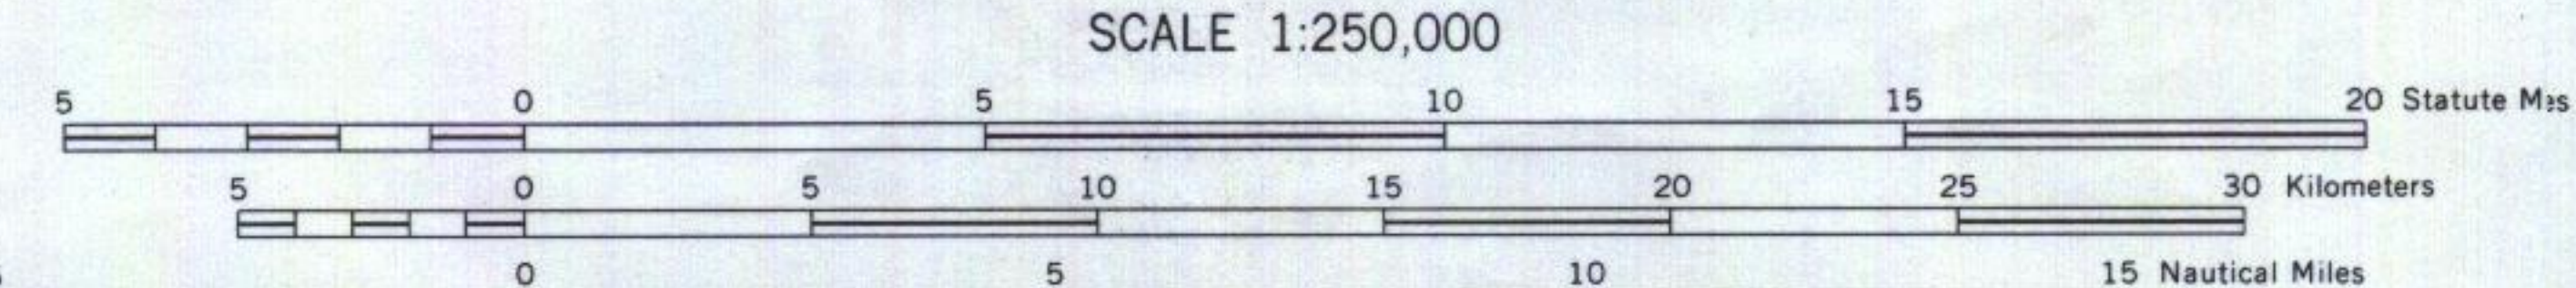 SCALE 1:250,000
5 0 5 10 15 20 Statute
5 0 5 10 15 20 25 30 Kilometers
0 5 10 15 Nautical Miles